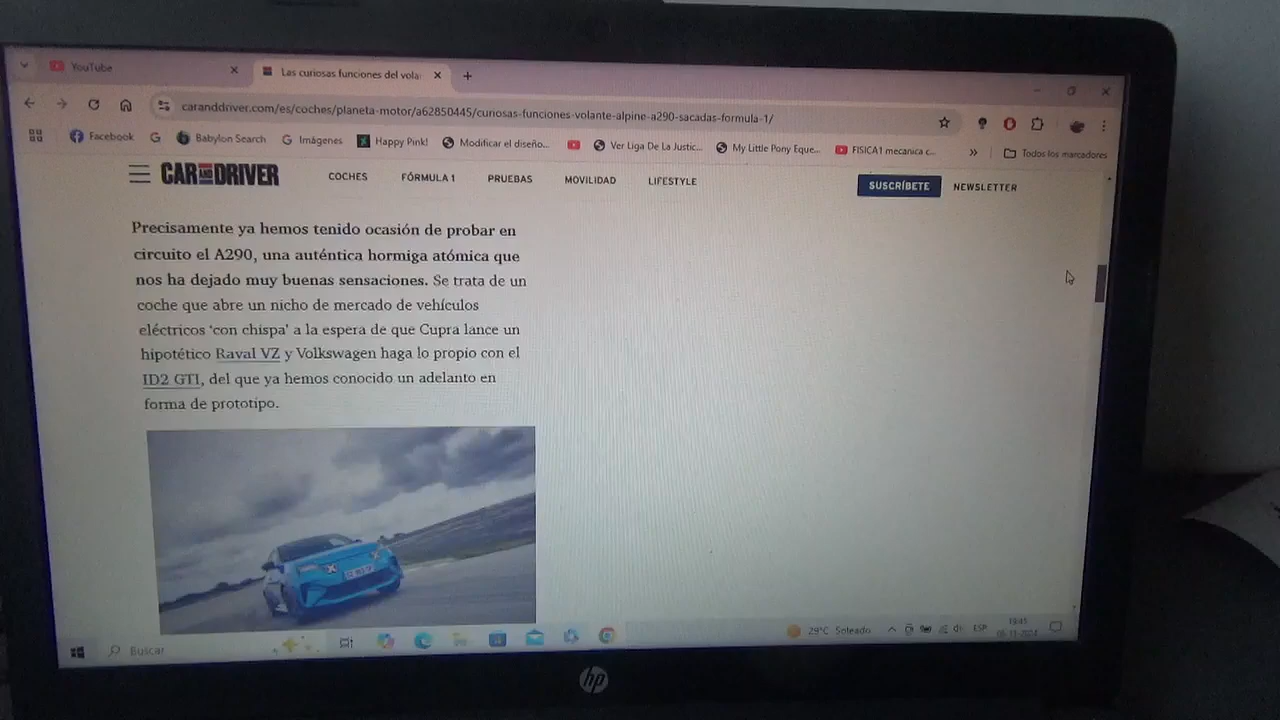 YouTube
Las curiosas funciones del vola
caranddriver.com/es/coches/planeta-motor/a62850445/curiosas-funciones-volante-alpine-a290-sacadas-formula-1/
Facebook
Babylon Search
Imágenes
Happy Pink!
Modificar el diseño...
Ver Liga De La Justic...
My Little Pony Eque...
FISICA1 mecanica c...
Todos los marcadores
CAR AND DRIVER
COCHES
FÓRMULA 1
PRUEBAS
MOVILIDAD
LIFESTYLE
SUSCRÍBETE
NEWSLETTER
Precisamente ya hemos tenido ocasión de probar en
circuito el A290, una auténtica hormiga atómica que
nos ha dejado muy buenas sensaciones. Se trata de un
coche que abre un nicho de mercado de vehículos
eléctricos ‘con chispa’ a la espera de que Cupra lance un
hipotético Raval VZ y Volkswagen haga lo propio con el
ID2 GTI, del que ya hemos conocido un adelanto en
forma de prototipo.
Buscar
29°C Soleado
ESP
hp